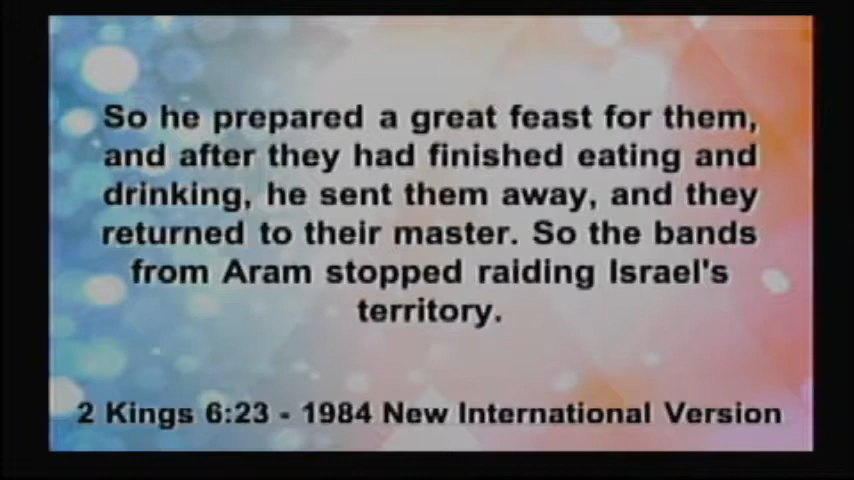 So he prepared a great feast for them,
and after they had finished eating and
drinking, he sent them away, and they
returned to their master. So the bands
from Aram stopped raiding Israel's
territory.
2 Kings 6:23 - 1984 New International Version